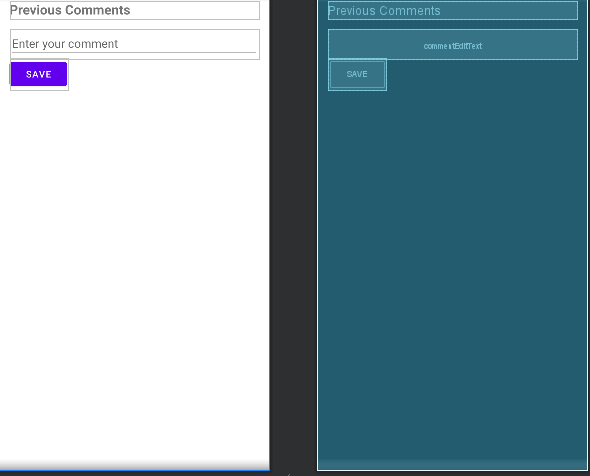 Previous Comments
Enter your comment
SAVE
Previous Comments
commentEditText
SAVE